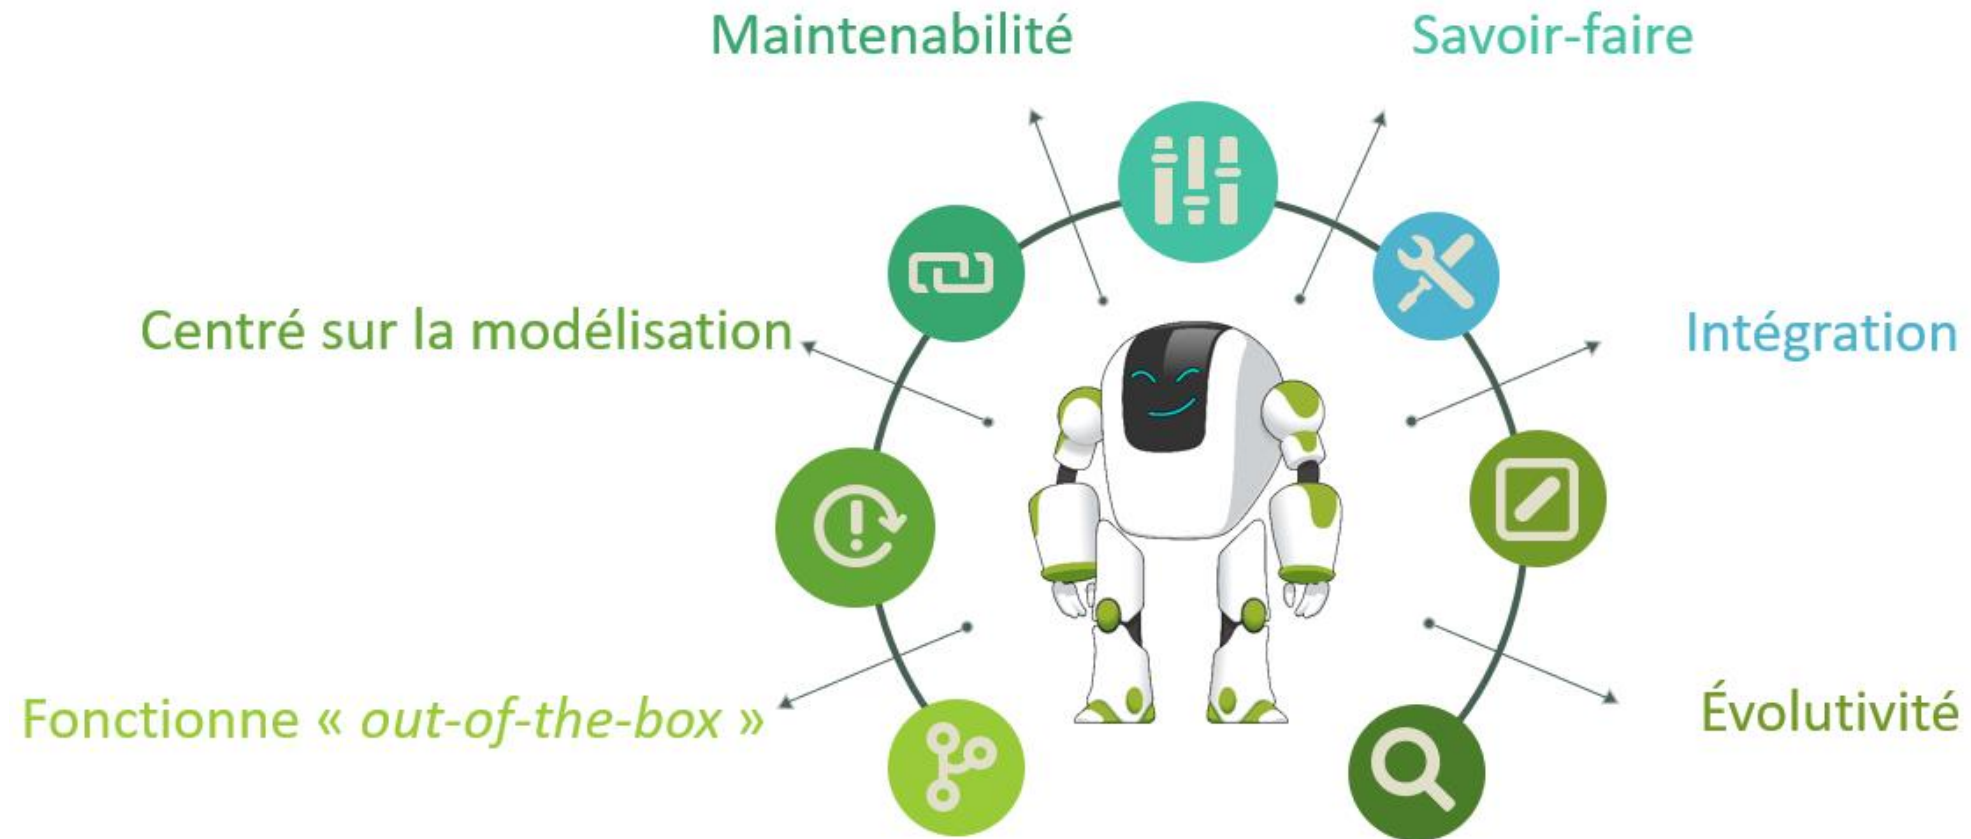 Maintenabilité
Savoir-faire
Centré sur la modélisation
Intégration
Fonctionne « out-of-the-box »
Évolutivité